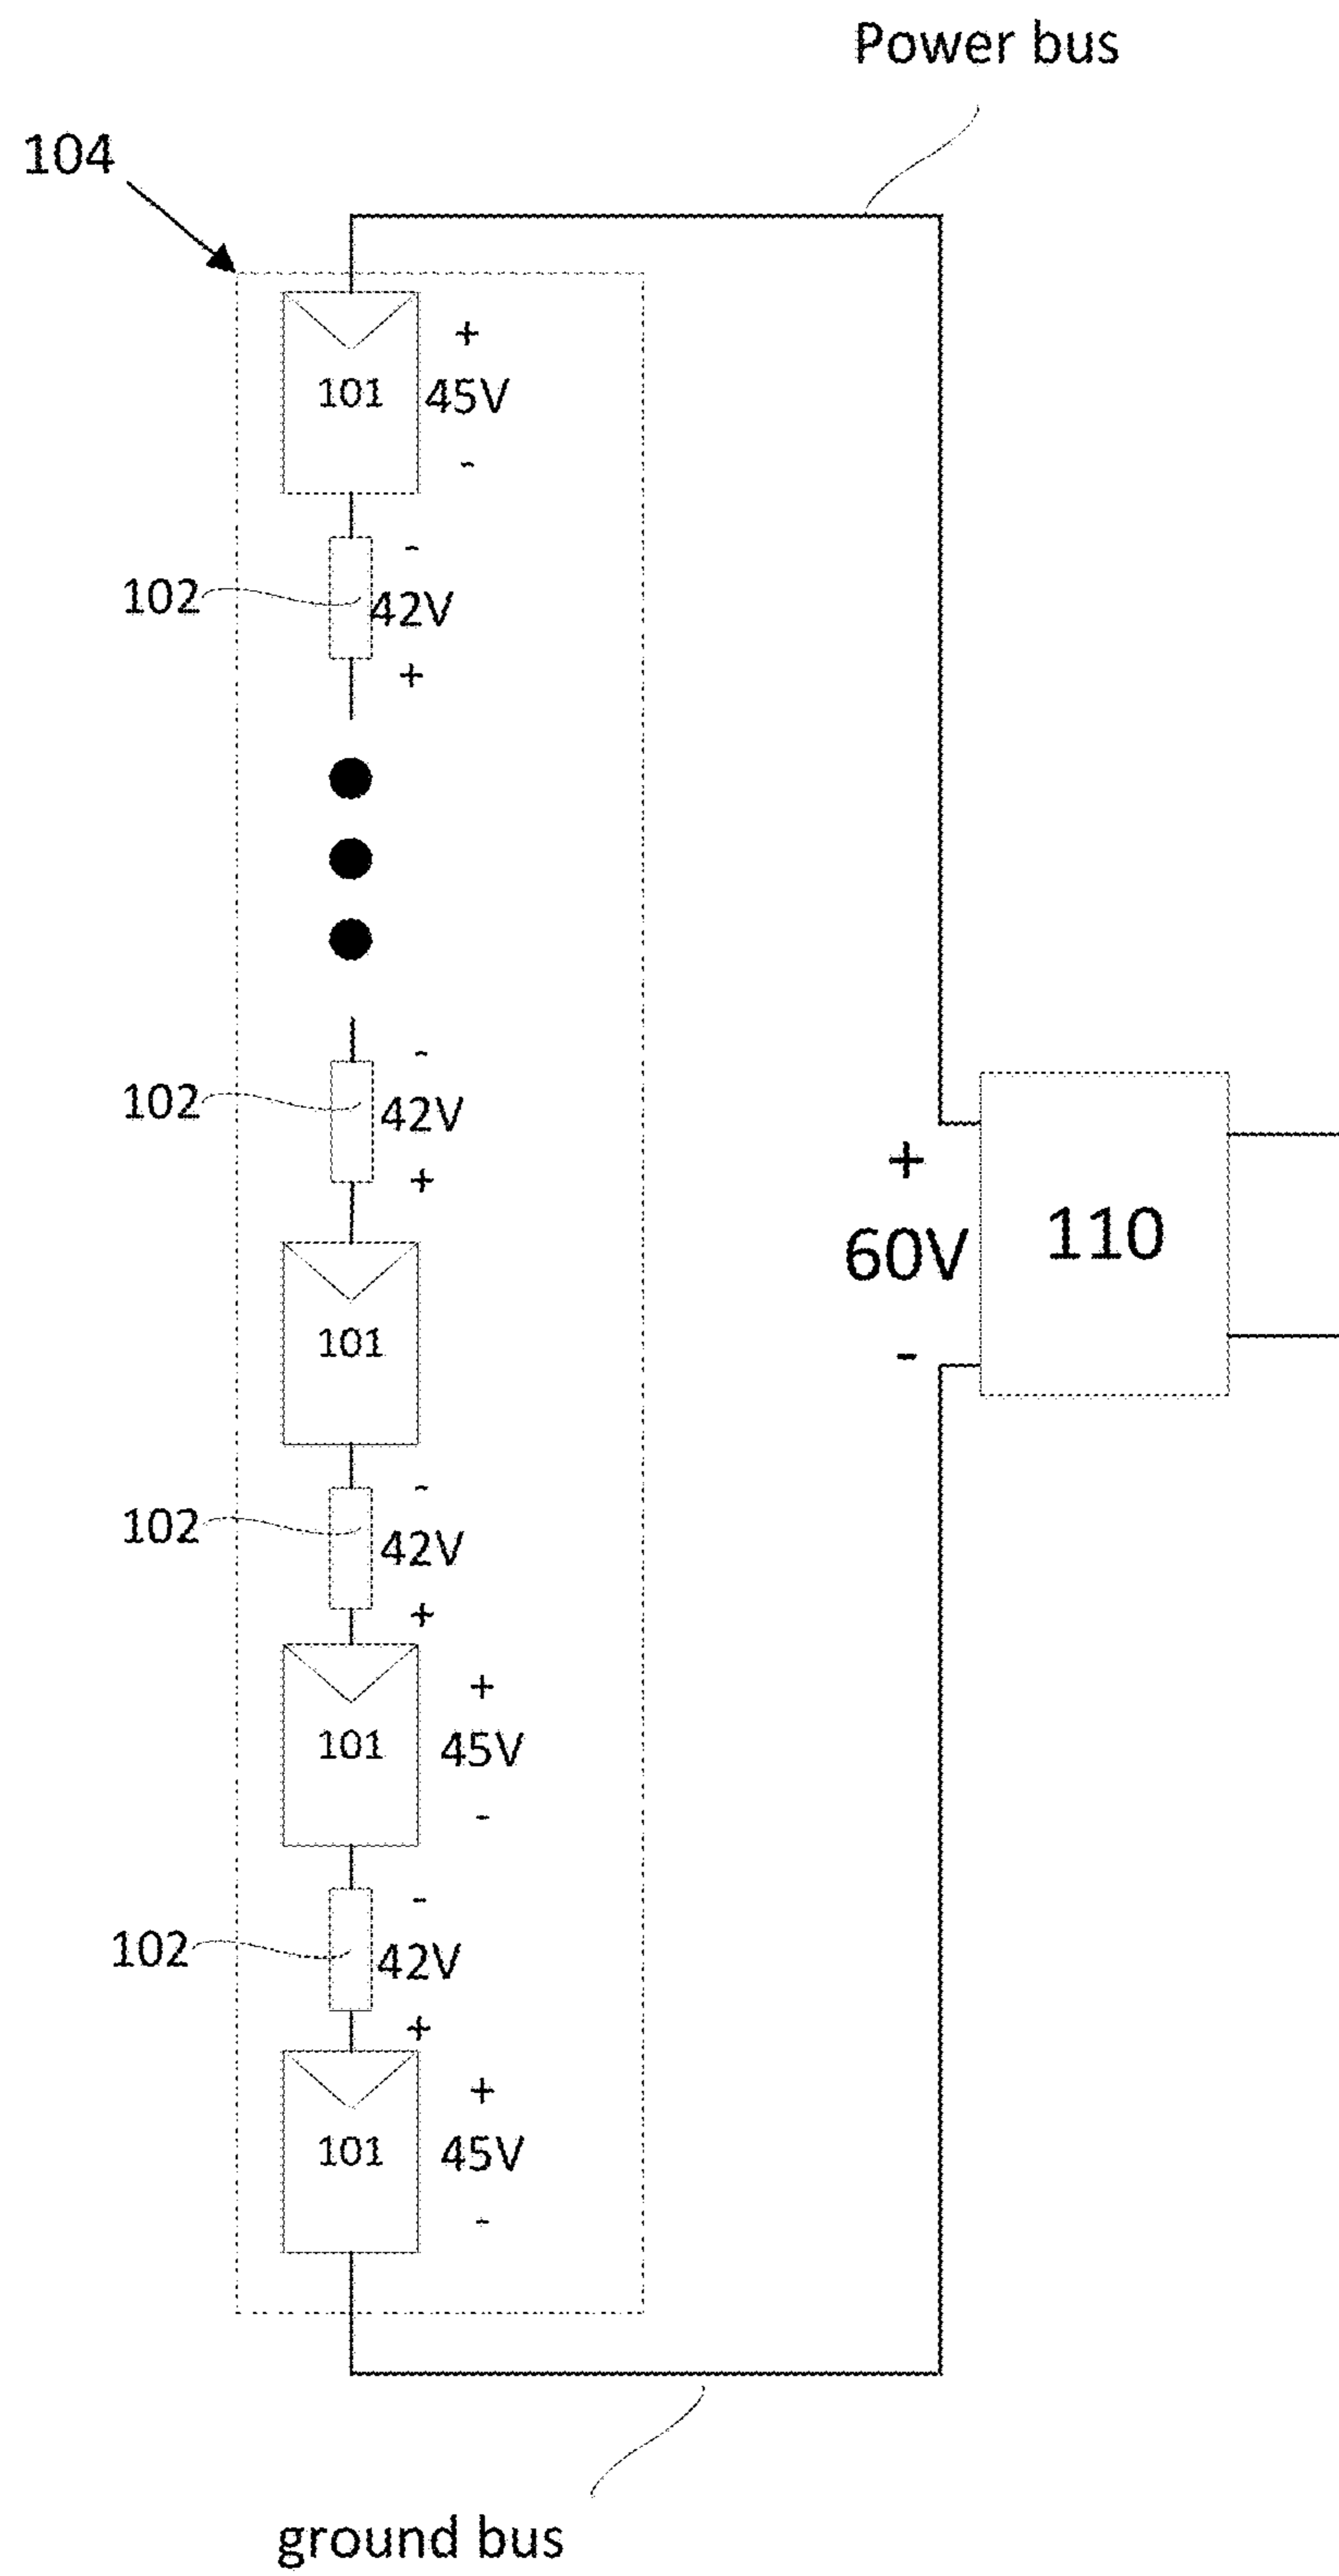 Power bus
104
+
101
45V
-
-
102
42V
+
-
102
42V
+
+
60V
-
110
101
-
102
42V
+
+
101
45V
-
-
102
42V
+
+
101
45V
-
ground bus